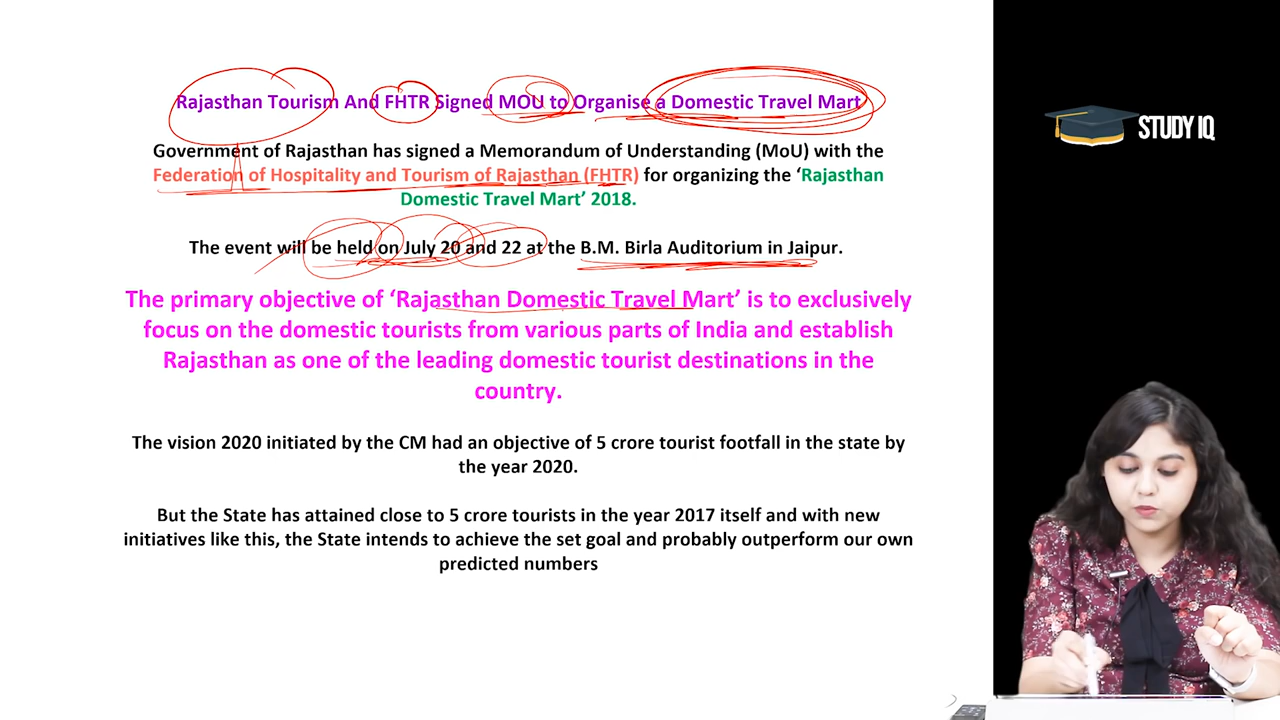 Rajasthan Tourism And FHTR Signed MOU to Organise a Domestic Travel Mart
Government of Rajasthan has signed a Memorandum of Understanding (MoU) with the
Federation of Hospitality and Tourism of Rajasthan (FHTR) for organizing the ‘Rajasthan
Domestic Travel Mart’ 2018.
The event will be held on July 20 and 22 at the B.M. Birla Auditorium in Jaipur.
The primary objective of ‘Rajasthan Domestic Travel Mart’ is to exclusively
focus on the domestic tourists from various parts of India and establish
Rajasthan as one of the leading domestic tourist destinations in the
country.
The vision 2020 initiated by the CM had an objective of 5 crore tourist footfall in the state by
the year 2020.
But the State has attained close to 5 crore tourists in the year 2017 itself and with new
initiatives like this, the State intends to achieve the set goal and probably outperform our own
predicted numbers
STUDY IQ